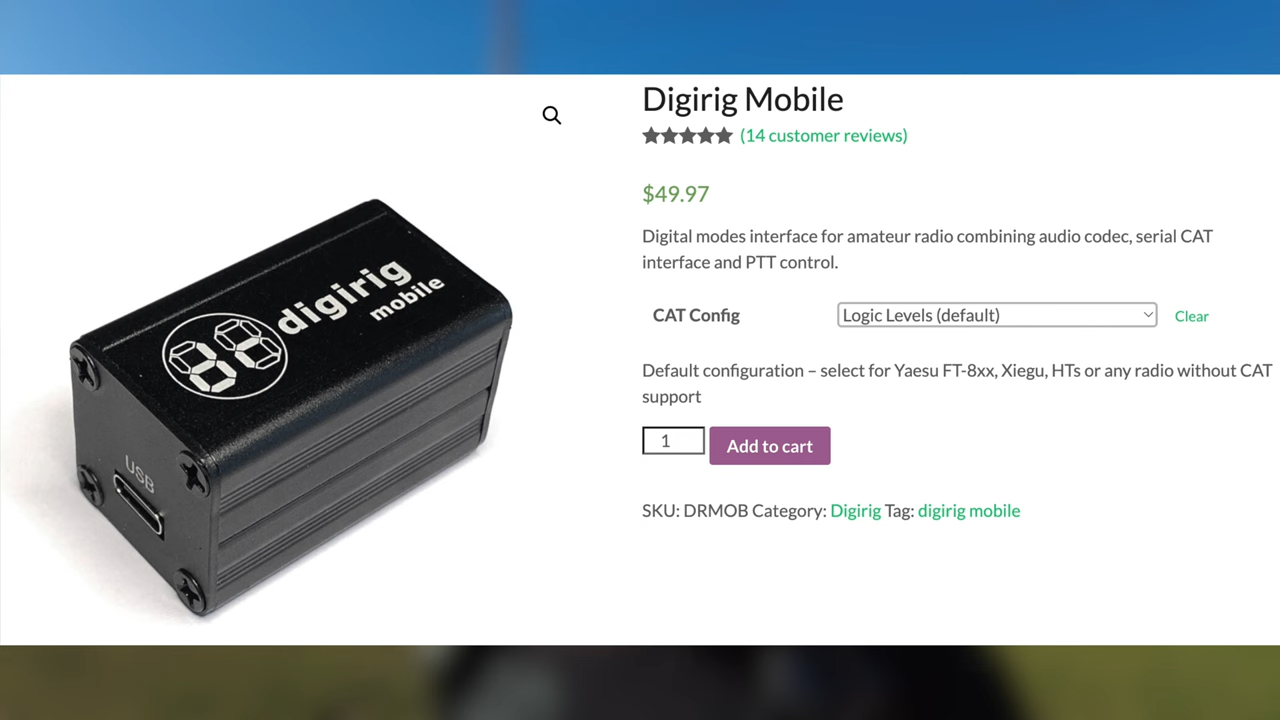 Digirig Mobile
(14 customer reviews)
$49.97
Digital modes interface for amateur radio combining audio codec, serial CAT
interface and PTT control.
CAT Config
Logic Levels (default)
Clear
Default configuration – select for Yaesu FT-8xx, Xiegu, HTs or any radio without CAT
support
1
Add to cart
SKU: DRMOB Category: Digirig Tag: digirig mobile
digirig
mobile
USB